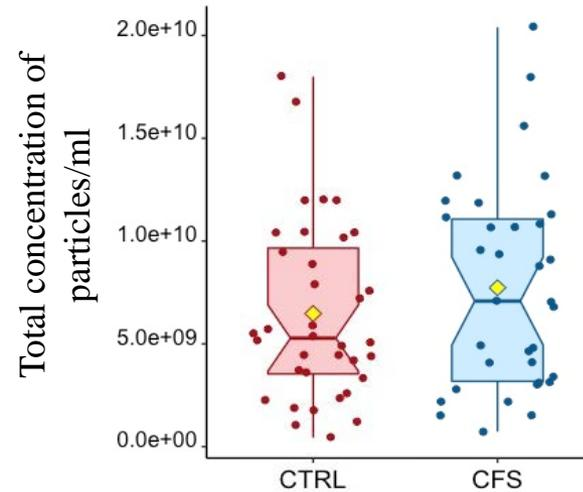 Total concentration of
particles/ml
2.0e+10
1.5e+10
1.0e+10
5.0e+09
0.0e+00
CTRL
CFS